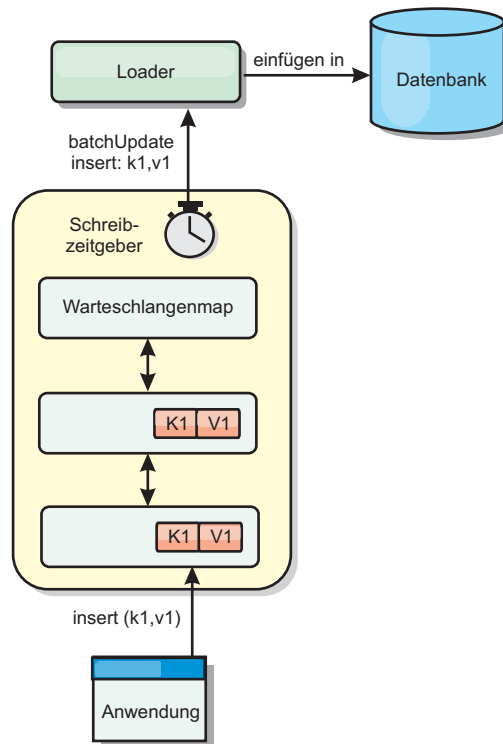 Loader
einfügen in
Datenbank
batchUpdate
insert: k1,v1
Schreib-
zeitgeber
Warteschlangenmap
K1 V1
K1 V1
insert (k1,v1)
Anwendung